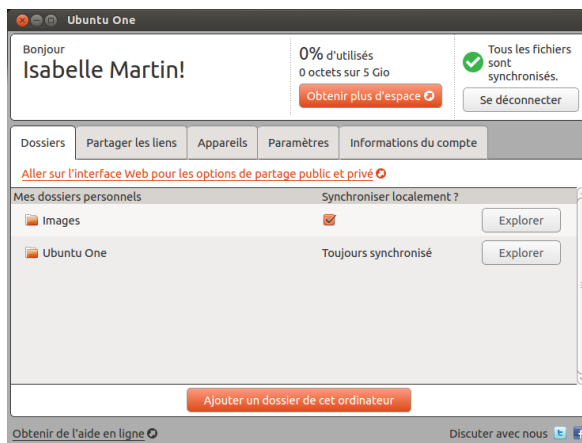 Ubuntu One
Bonjour
Isabelle Martin!
0% d'utilisés
0 octets sur 5 Gio
Obtenir plus d'espace
Tous les fichiers
sont
synchronisés.
Se déconnecter
Dossiers
Partager les liens
Appareils
Paramètres
Informations du compte
Aller sur l'interface Web pour les options de partage public et privé
Mes dossiers personnels
Synchroniser localement ?
Images
Explorer
Ubuntu One
Toujours synchronisé
Explorer
Ajouter un dossier de cet ordinateur
Obtenir de l'aide en ligne
Discuter avec nous